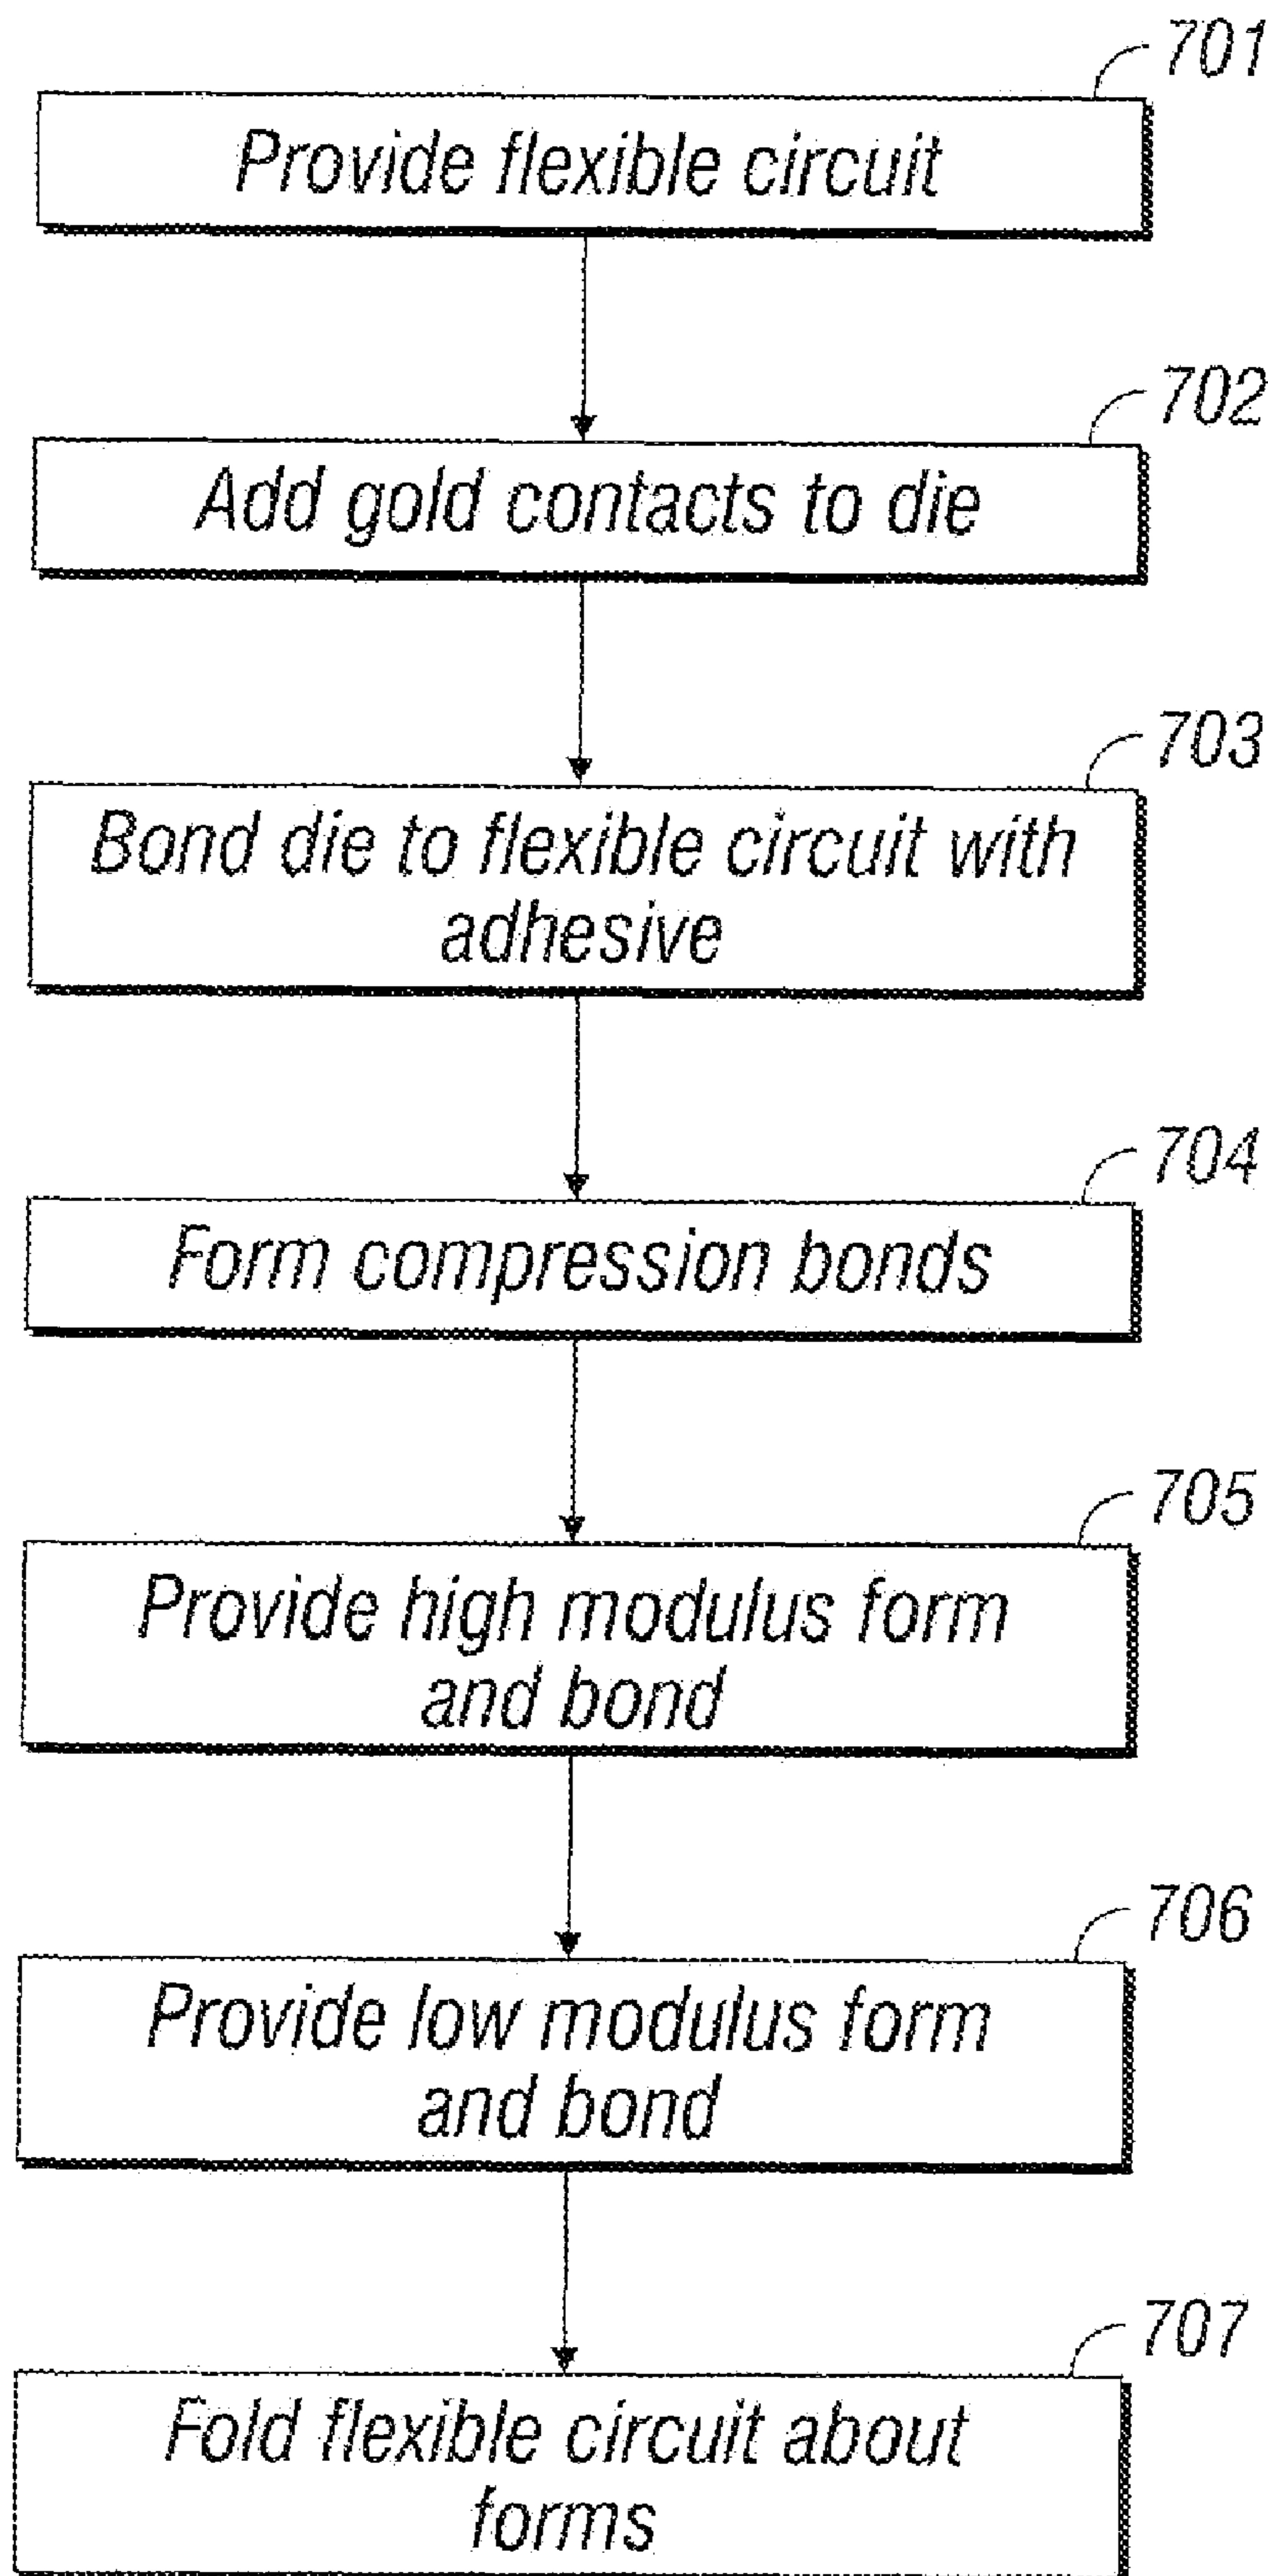 701
Provide flexible circuit
702
Add gold contacts to die
703
Bond die to flexible circuit with
adhesive
704
Form compression bonds
705
Provide high modulus form
and bond
706
Provide low modulus form
and bond
707
Fold flexible circuit about
forms